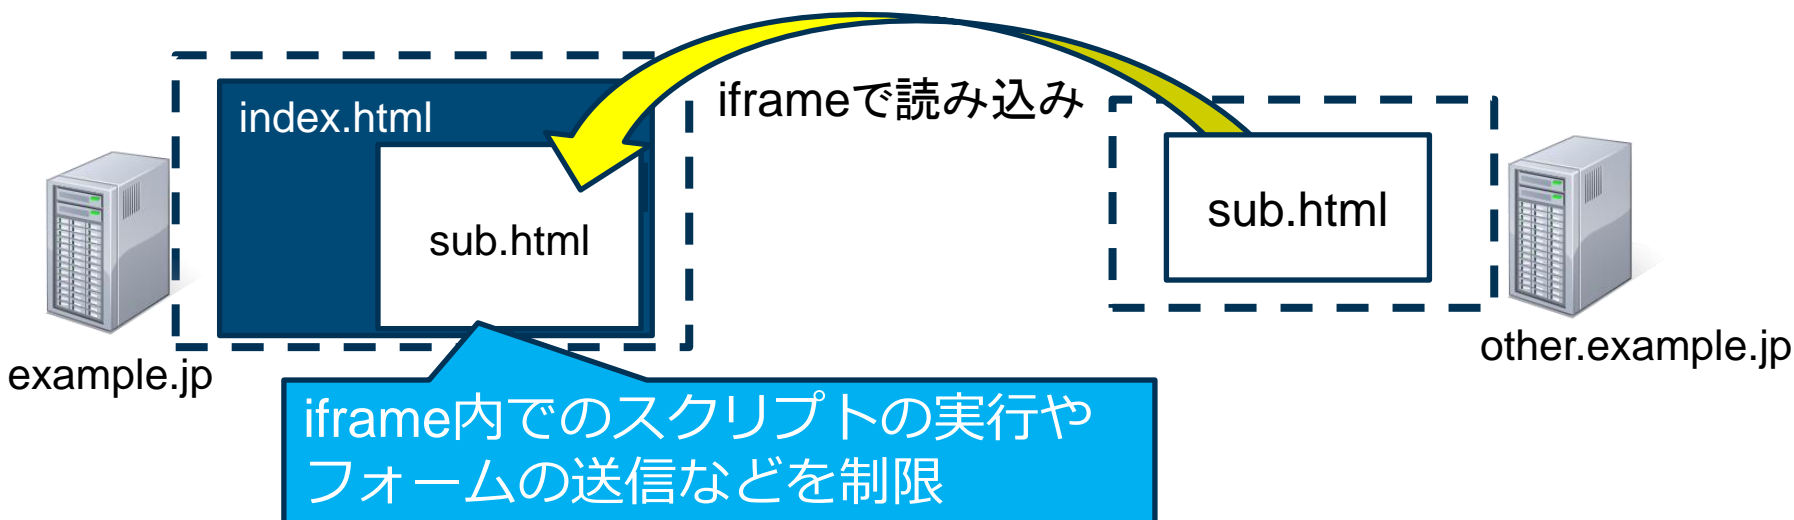 iframeで読み込み
index.html
sub.html
sub.html
example.jp
other.example.jp
iframe内でのスクリプトの実行や
フォームの送信などを制限